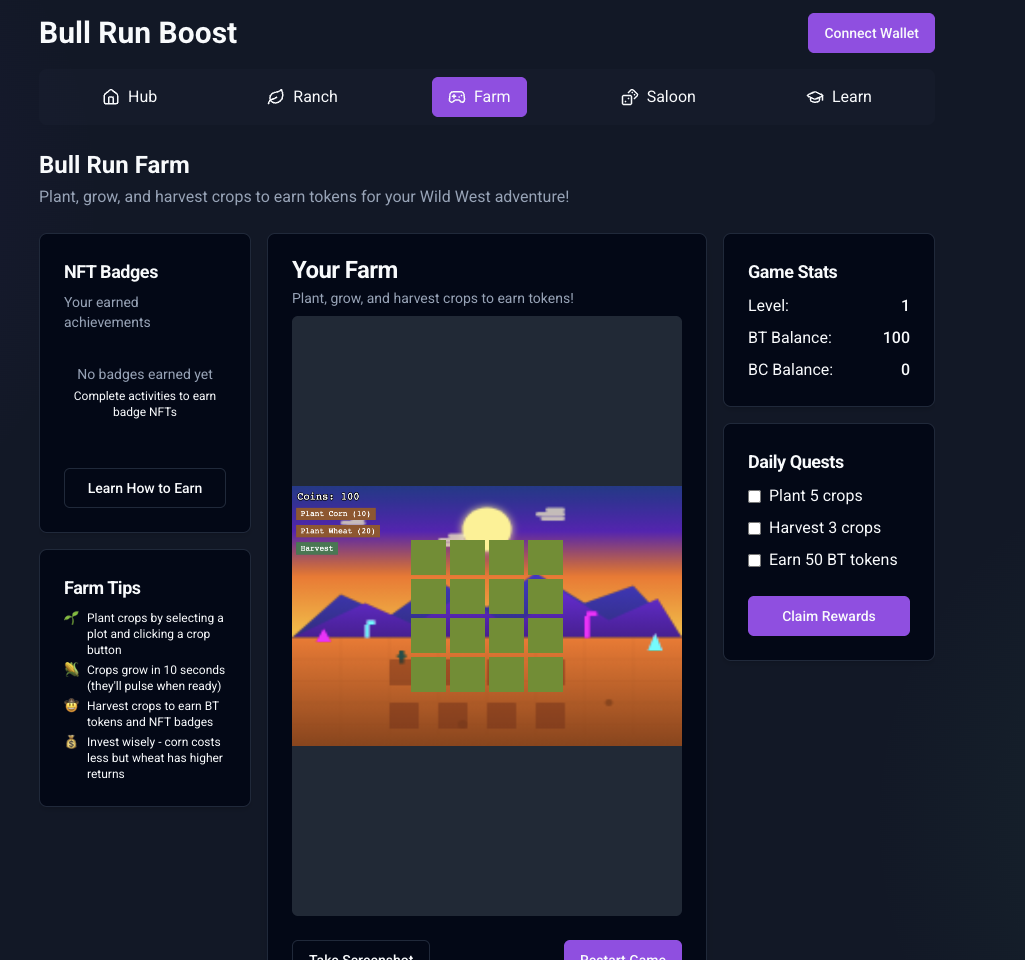 Bull Run Boost
Connect Wallet
Hub
Ranch
Farm
Saloon
Learn
Bull Run Farm
Plant, grow, and harvest crops to earn tokens for your Wild West adventure!
NFT Badges
Your earned
achievements
No badges earned yet
Complete activities to earn
badge NFTs
Learn How to Earn
Farm Tips
Plant crops by selecting a
plot and clicking a crop
button
Crops grow in 10 seconds
(they'll pulse when ready)
Harvest crops to earn BT
tokens and NFT badges
Invest wisely - corn costs
less but wheat has higher
returns
Your Farm
Plant, grow, and harvest crops to earn tokens!
Coins: 100
Plant Corn (10)
Plant Wheat (20)
Harvest
Take Screenshot
Restart Game
Game Stats
Level: 1
BT Balance: 100
BC Balance: 0
Daily Quests
Plant 5 crops
Harvest 3 crops
Earn 50 BT tokens
Claim Rewards